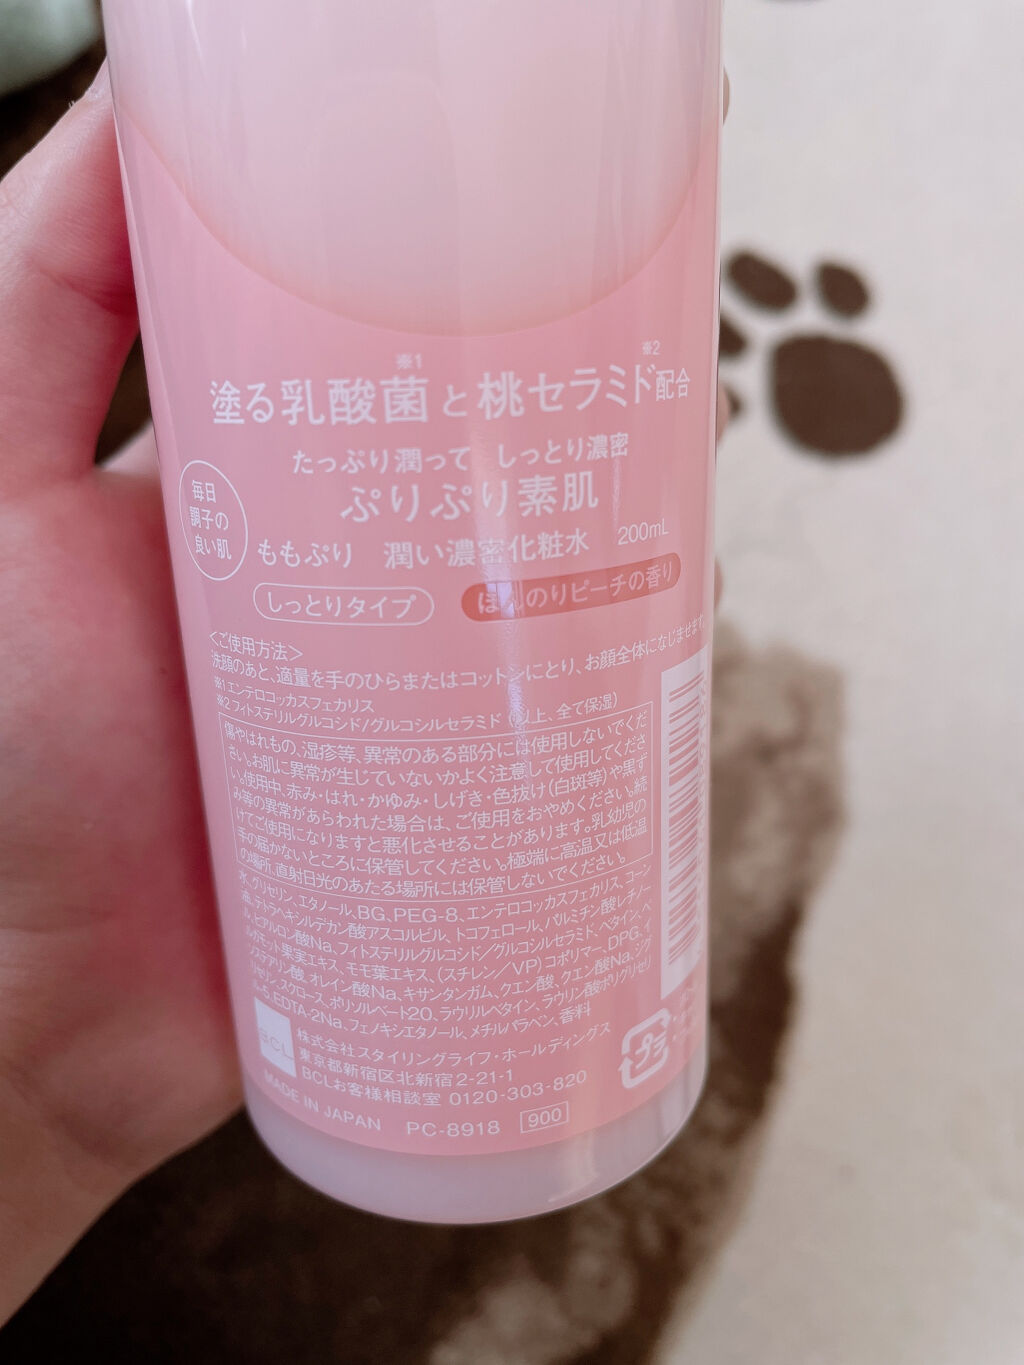 ※1 ※2
塗る乳酸菌と桃セラミド配合
たっぷり潤って しっとり濃密
ぷりぷり素肌
毎日
調子の
良い肌
ももぷり 潤い濃密化粧水 200mL
しっとりタイプ ほんのりピーチの香り
<ご使用方法>
洗顔のあと、適量を手のひらまたはコットンにとり、お顔全体になじませます。
※1 エンテロコッカスフェカリス
※2 フィトステリルグルコシド/グルコシルセラミド (以上、全て保湿)
傷やはれもの、湿疹等、異常のある部分には使用しないでくだ
さい。お肌に異常が生じていないかよく注意して使用してくださ
い。使用中、赤み・はれ・かゆみ・しげき・色抜け(白斑等)や黒ず
み等の異常があらわれた場合は、ご使用をおやめください。続
けてご使用になりますと悪化させることがあります。乳幼児の
手の届かないところに保管してください。極端に高温又は低温
の場所、直射日光のあたる場所には保管しないでください。
水、グリセリン、エタノール、BG、PEG-8、エンテロコッカスフェカリス、コーン
油、テトラヘキシルデカン酸アスコルビル、トコフェロール、パルミチン酸レチノー
ル、ヒアルロン酸Na、フィトステリルグルコシド/グルコシルセラミド、ベタイン、ベ
ルガモット果実エキス、モモ葉エキス、(スチレン/VP)コポリマー、DPG、イ
ソステアリン酸、オレイン酸Na、キサンタンガム、クエン酸、クエン酸Na、ジグ
リセリン、スクロース、ポリソルベート20、ラウリルベタイン、ラウリン酸ポリグリセリ
ル-5、EDTA-2Na、フェノキシエタノール、メチルパラベン、香料
BCL
株式会社スタイリングライフ・ホールディングス
東京都新宿区北新宿2-21-1
BCLお客様相談室 0120-303-820
プラ
MADE IN JAPAN PC-8918 900